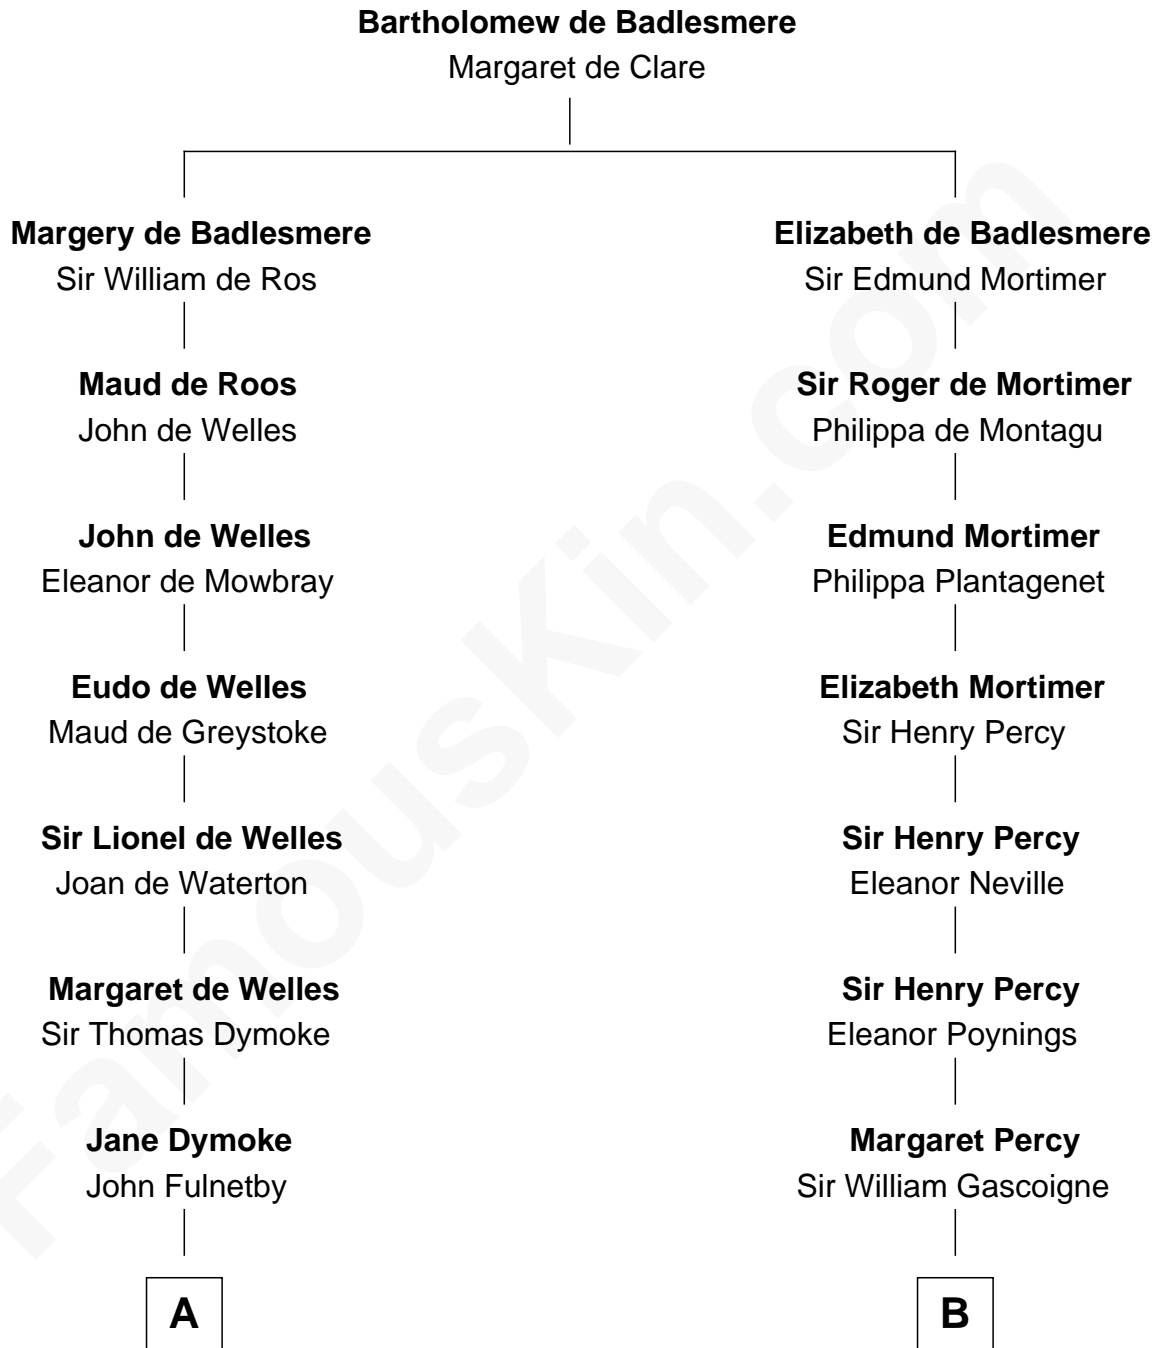 Bartholomew de Badlesmere
Margaret de Clare
Margery de Badlesmere
Sir William de Ros
Elizabeth de Badlesmere
Sir Edmund Mortimer
Maud de Roos
John de Welles
Sir Roger de Mortimer
Philippa de Montagu
John de Welles
Eleanor de Mowbray
Edmund Mortimer
Philippa Plantagenet
Eudo de Welles
Maud de Greystoke
Elizabeth Mortimer
Sir Henry Percy
Sir Lionel de Welles
Joan de Waterton
Sir Henry Percy
Eleanor Neville
Margaret de Welles
Sir Thomas Dymoke
Sir Henry Percy
Eleanor Poynings
Jane Dymoke
John Fulnetby
Margaret Percy
Sir William Gascoigne
A
B
FamousKin.com